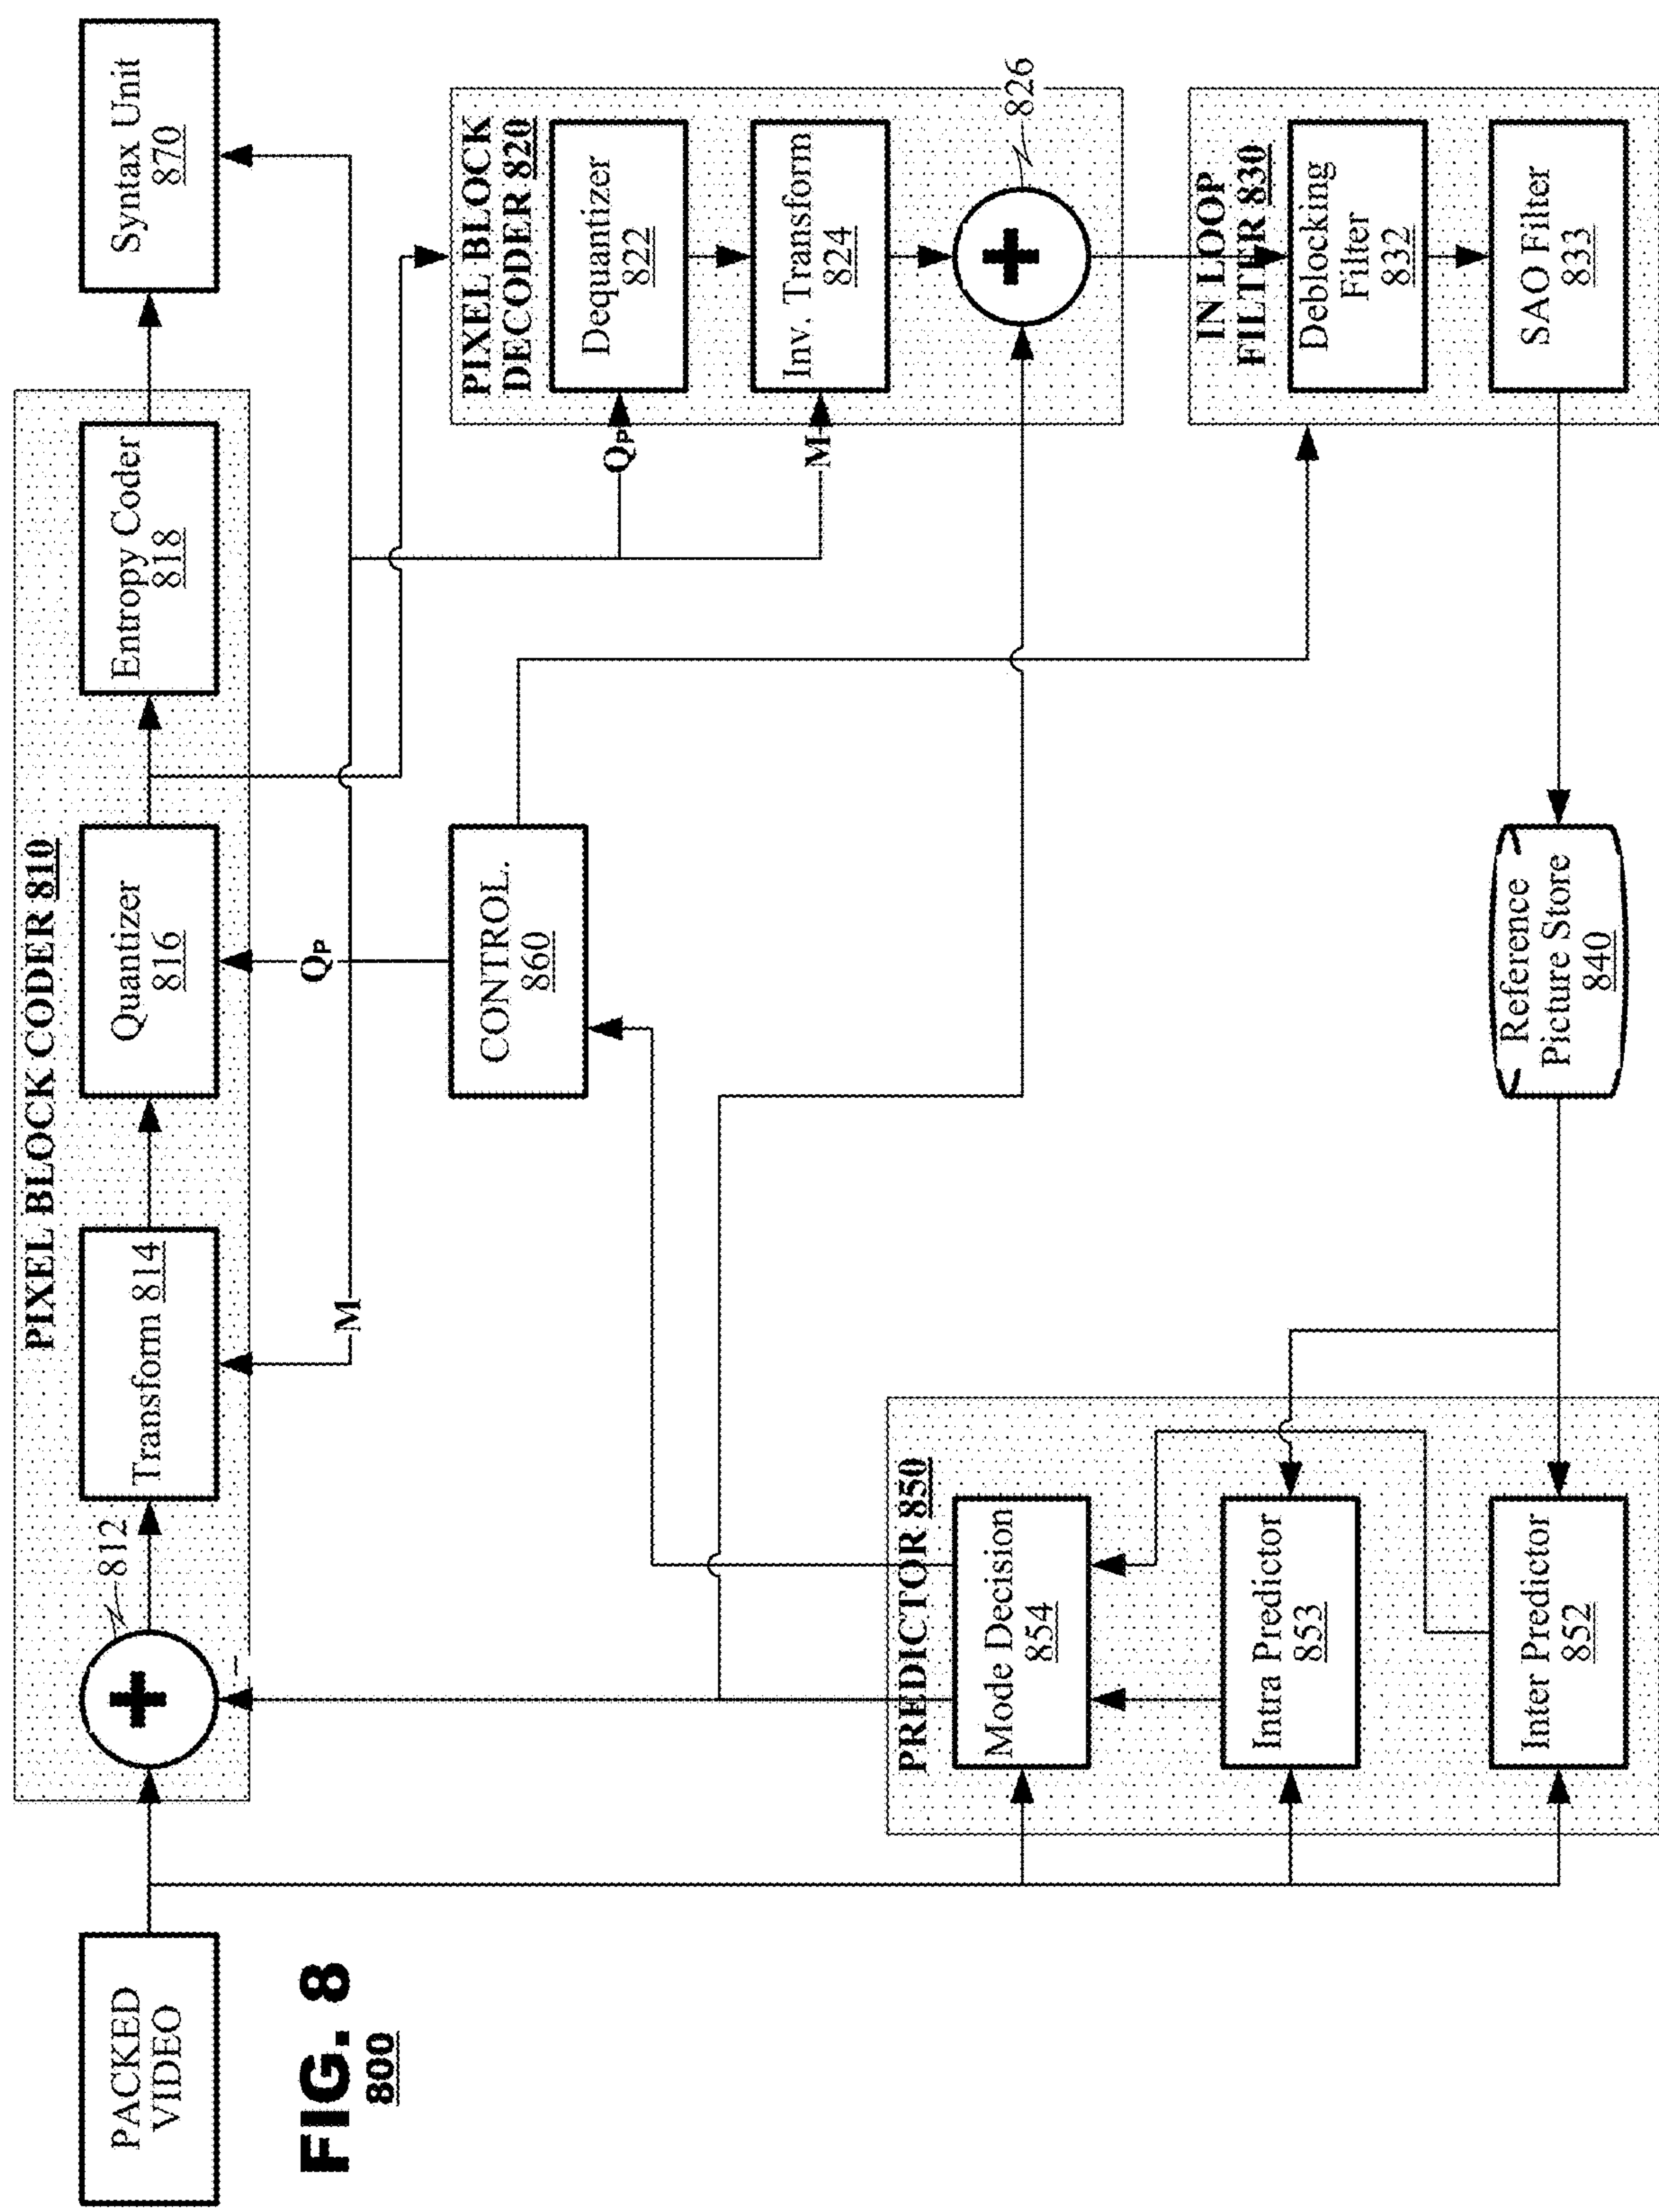 PIXEL BLOCK CODER 810
PACKED
VIDEO
812
–
Transform 814
Quantizer
816
Entropy Coder
818
Syntax Unit
870
M
QP
CONTROL.
860
QP
M
PIXEL BLOCK
DECODER 820
Dequantizer
822
Inv. Transform
824
826
IN LOOP
FILTER 830
Deblocking
Filter
832
SAO Filter
833
Reference
Picture Store
840
PREDICTOR 850
Mode Decision
854
Intra Predictor
853
Inter Predictor
852
FIG. 8
800